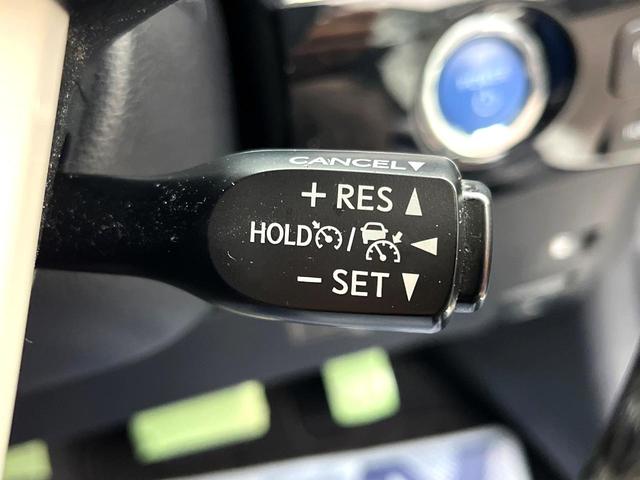 CANCEL▼
+ RES ▲
HOLD / ◀
− SET ▼